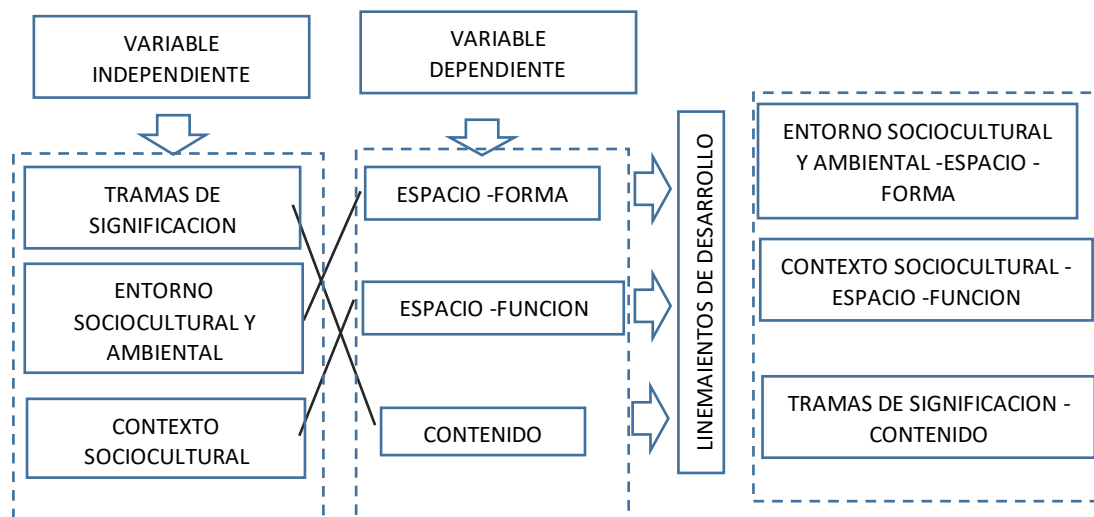 VARIABLE
INDEPENDIENTE
VARIABLE
DEPENDIENTE
TRAMAS DE
SIGNIFICACION
ENTORNO
SOCIOCULTURAL Y
AMBIENTAL
CONTEXTO
SOCIOCULTURAL
ESPACIO -FORMA
ESPACIO -FUNCION
CONTENIDO
LINEMAIENTOS DE DESARROLLO
ENTORNO SOCIOCULTURAL
Y AMBIENTAL -ESPACIO -
FORMA
CONTEXTO SOCIOCULTURAL -
ESPACIO -FUNCION
TRAMAS DE SIGNIFICACION -
CONTENIDO